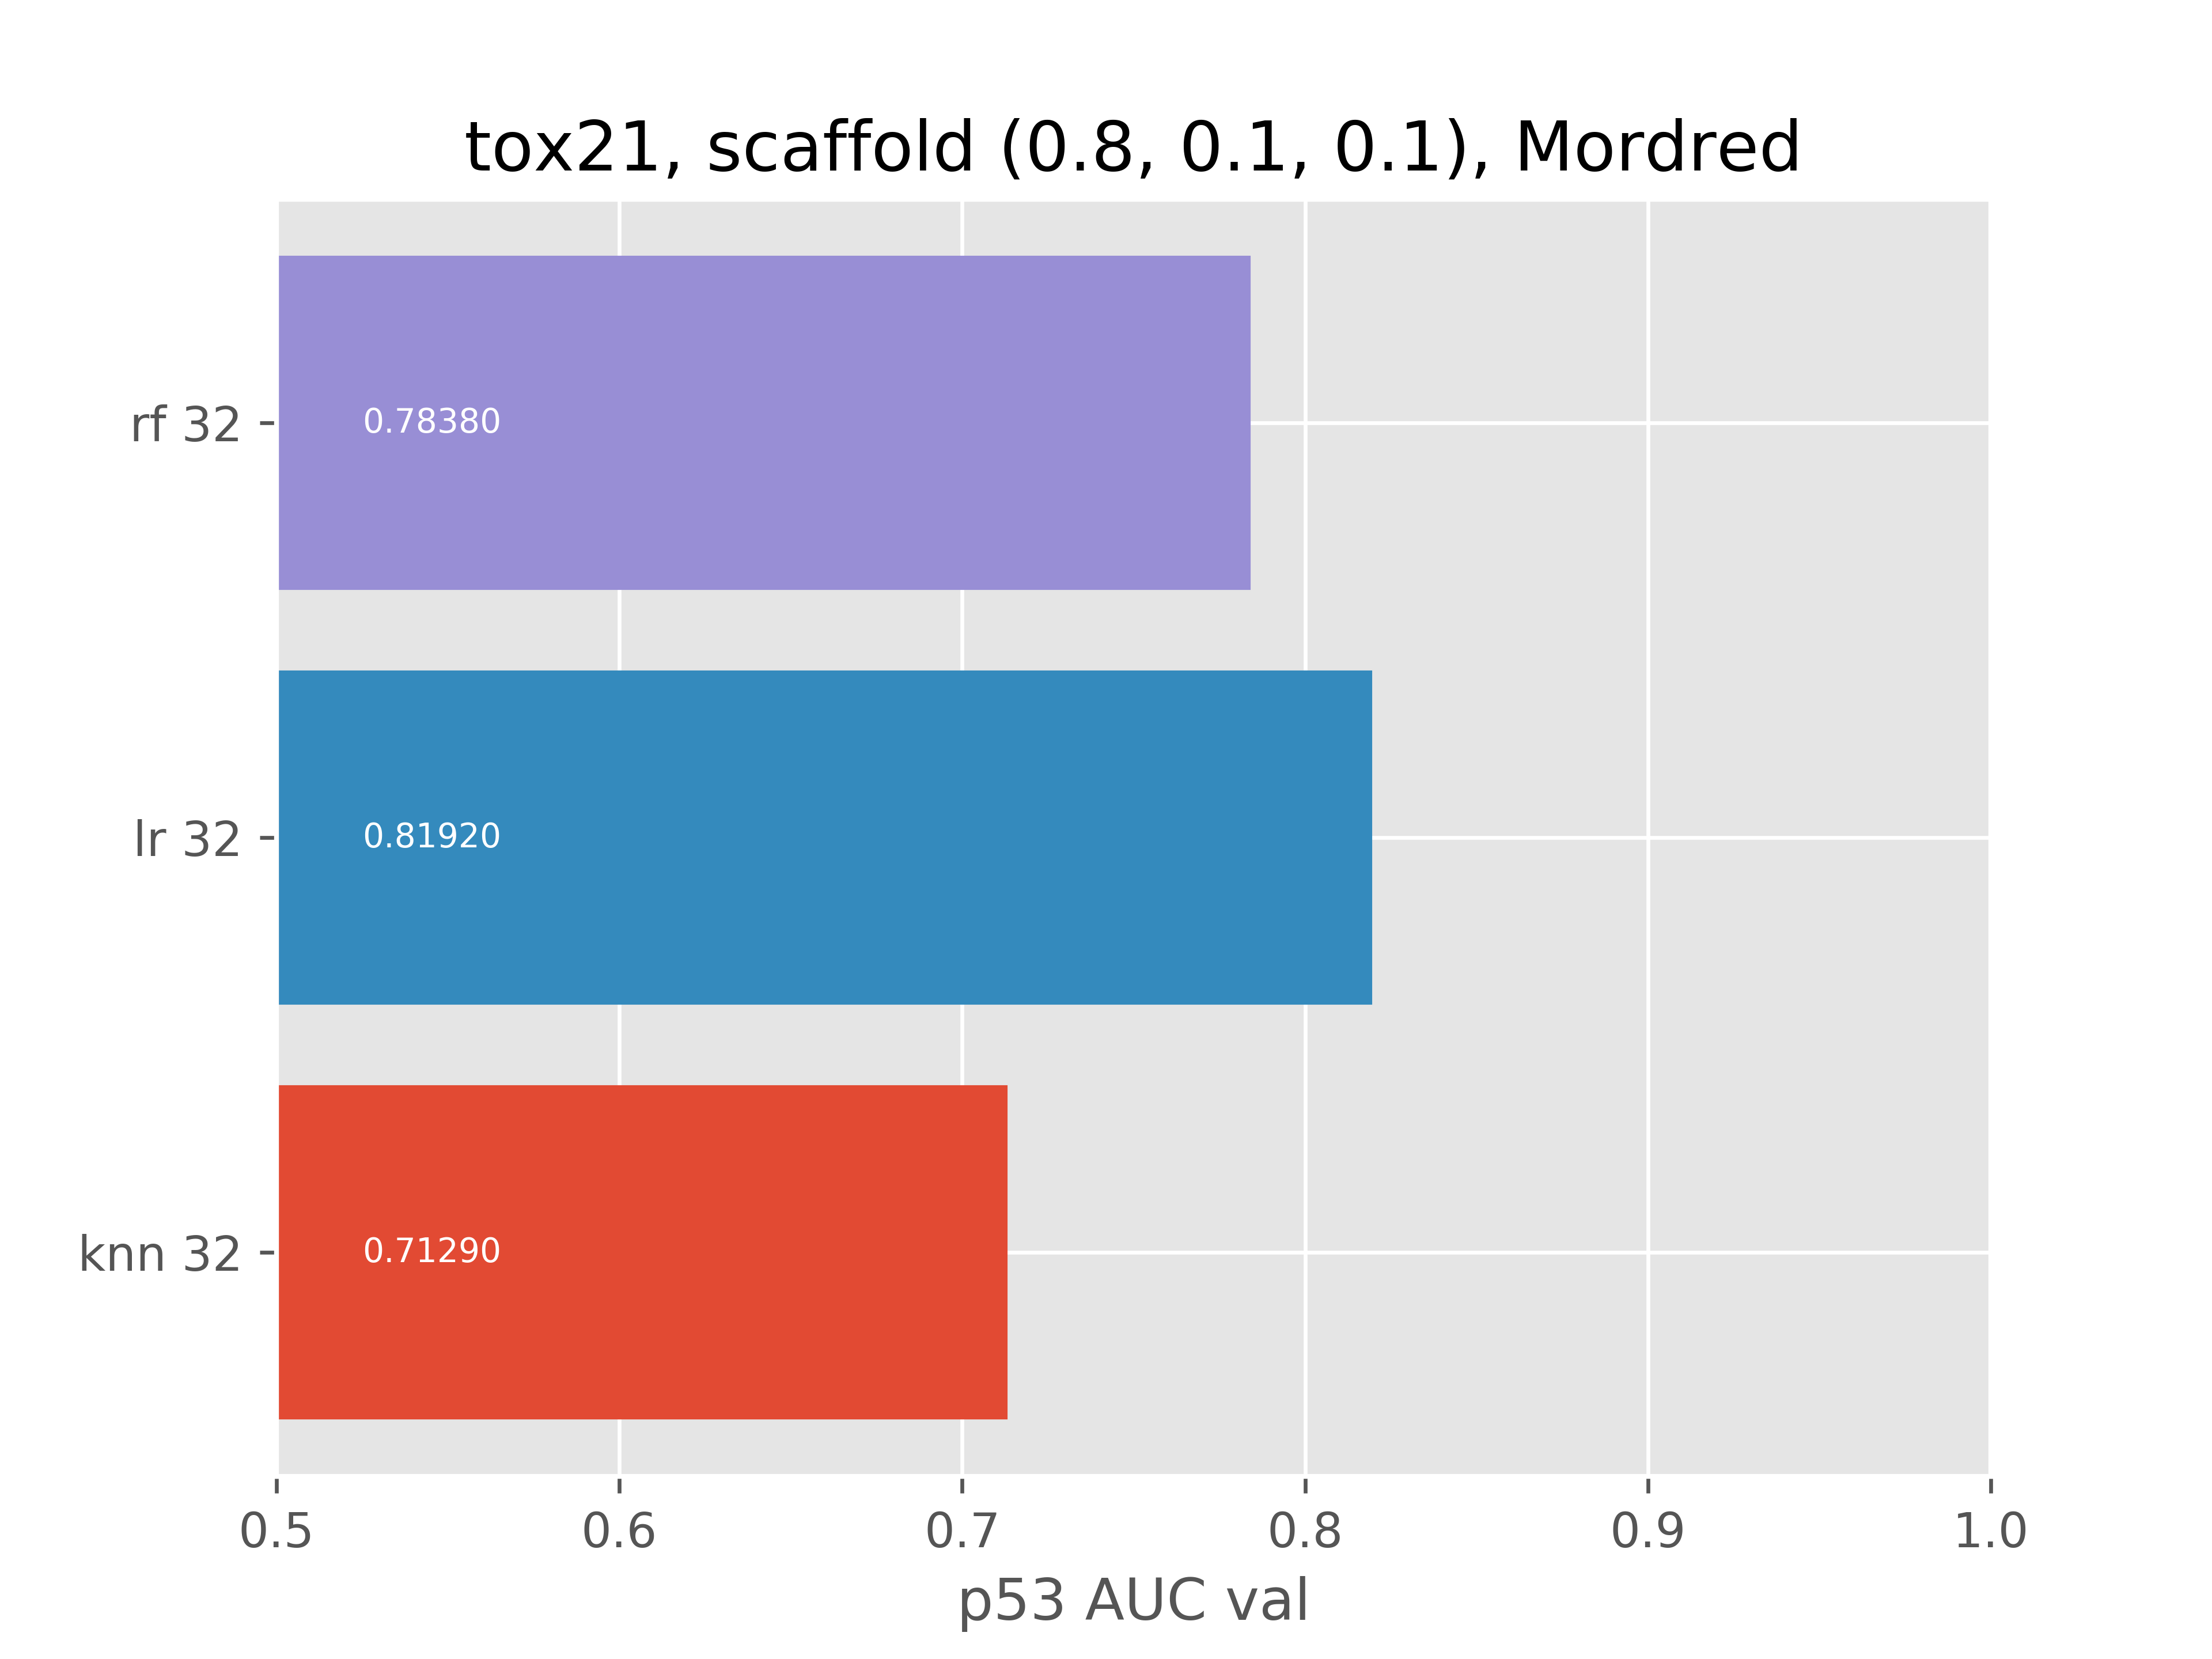 tox21, scaffold (0.8, 0.1, 0.1), Mordred
rf 32
0.78380
lr 32
0.81920
knn 32
0.71290
0.5 0.6 0.7 0.8 0.9 1.0
p53 AUC val